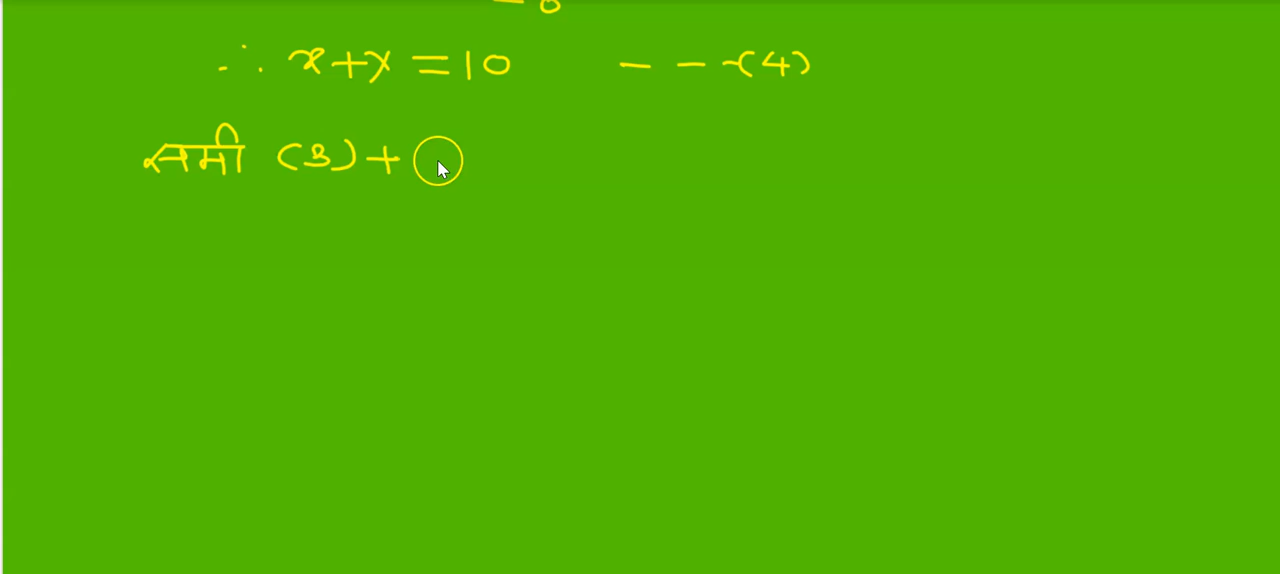 ∴ x+y = 10 - - -(4)
समी (3) +